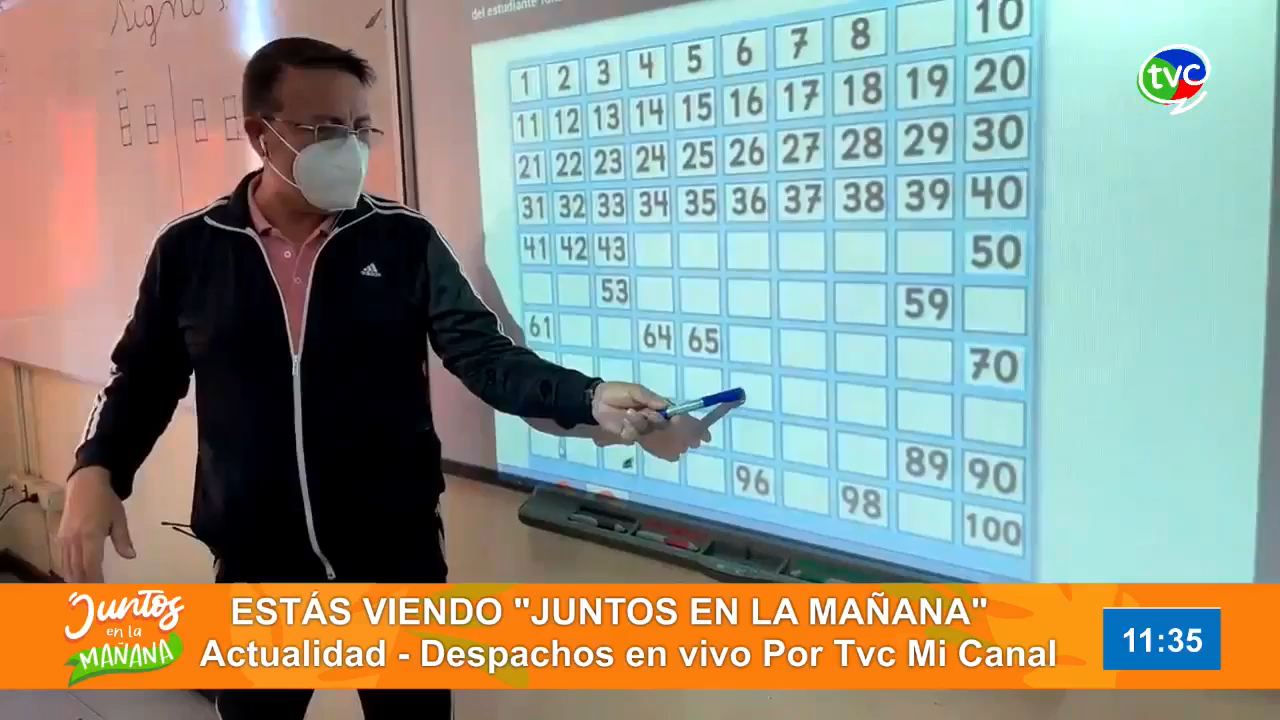 Signos
del estudiante
tvc
1 2 3 4 5 6 7 8 10
11 12 13 14 15 16 17 18 19 20
21 22 23 24 25 26 27 28 29 30
31 32 33 34 35 36 37 38 39 40
41 42 43 50
53 59
61 64 65 70
89 90
96 98 100
Juntos
en la
MAÑANA
ESTÁS VIENDO "JUNTOS EN LA MAÑANA"
Actualidad - Despachos en vivo Por Tvc Mi Canal
11:35